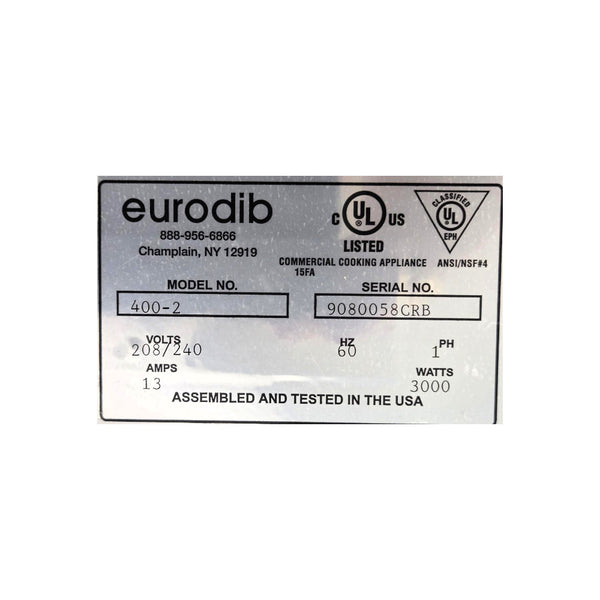 eurodib
888-956-6866
Champlain, NY 12919
C UL US
LISTED
COMMERCIAL COOKING APPLIANCE
15FA
CLASSIFIED
UL
EPH
ANSI/NSF#4
MODEL NO.
400-2
SERIAL NO.
9080058CRB
VOLTS
208/240
HZ
60
PH
1
AMPS
13
WATTS
3000
ASSEMBLED AND TESTED IN THE USA